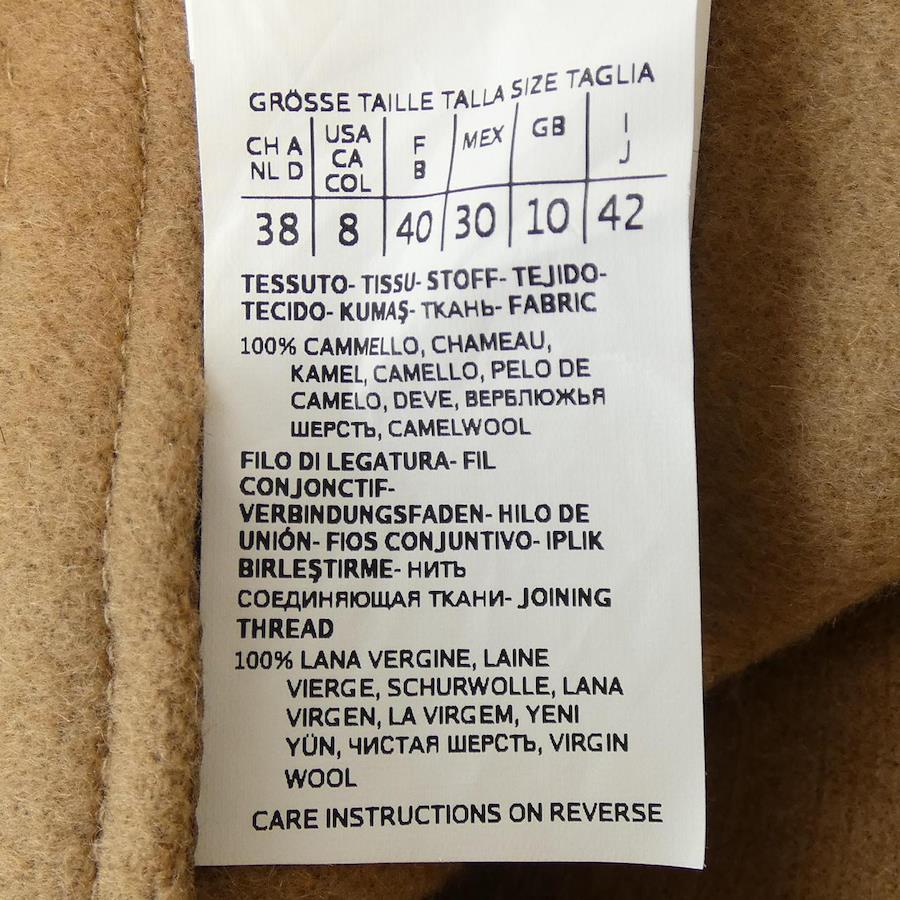 GRÖSSE TAILLE TALLA SIZE TAGLIA
CH A NL D | USA CA COL | F B | MEX | GB | I J
38 | 8 | 40 | 30 | 10 | 42
TESSUTO- TISSU- STOFF- TEJIDO-
TECIDO- KUMAŞ- ТКАНЬ- FABRIC
100% CAMMELLO, CHAMEAU,
KAMEL, CAMELLO, PELO DE
CAMELO, DEVE, ВЕРБЛЮЖЬЯ
ШЕРСТЬ, CAMELWOOL
FILO DI LEGATURA- FIL
CONJONCTIF-
VERBINDUNGSFADEN- HILO DE
UNIÓN- FIOS CONJUNTIVO- IPLIK
BIRLEŞTIRME- НИТЬ
СОЕДИНЯЮЩАЯ ТКАНИ- JOINING
THREAD
100% LANA VERGINE, LAINE
VIERGE, SCHURWOLLE, LANA
VIRGEN, LA VIRGEM, YENI
YÜN, ЧИСТАЯ ШЕРСТЬ, VIRGIN
WOOL
CARE INSTRUCTIONS ON REVERSE